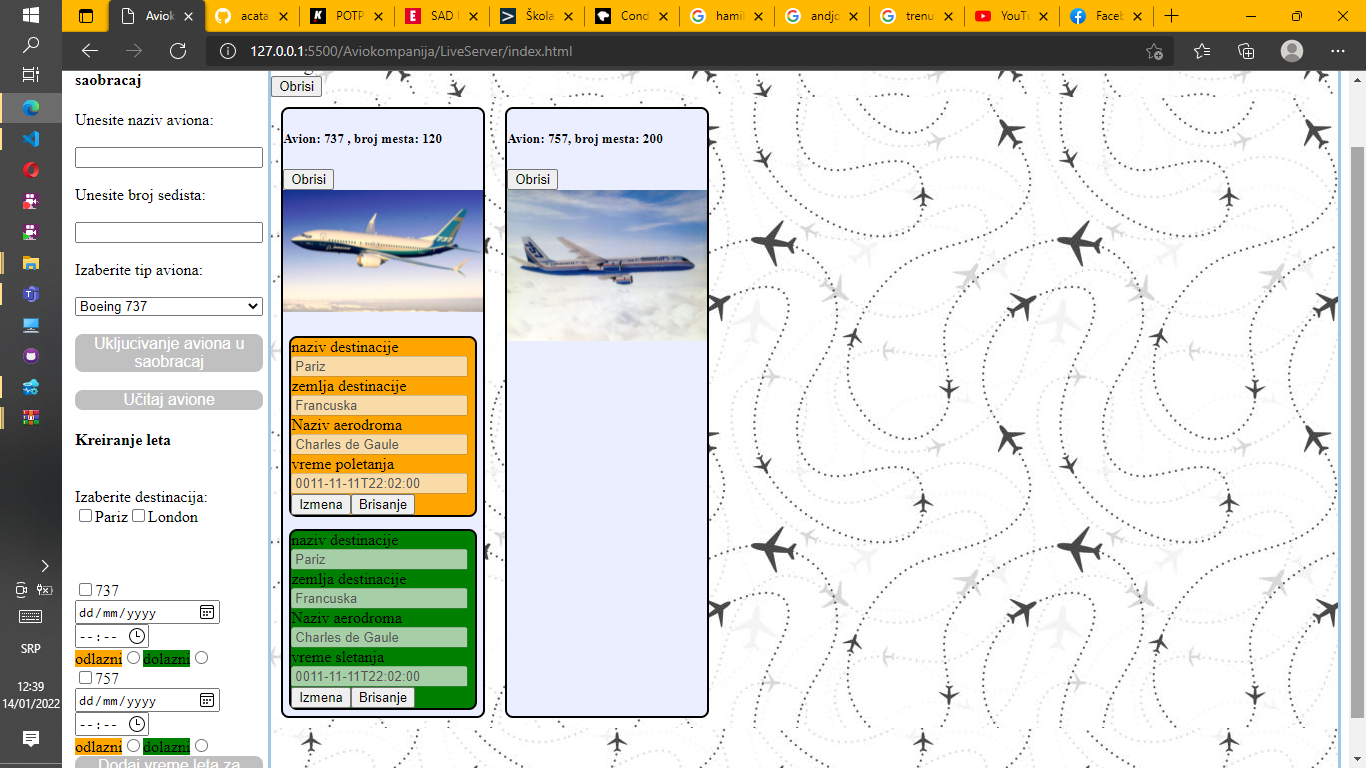 Aviok
acata
POTP
SAD
Škola
Cond
hamil
andjo
trenu
YouTu
Faceb
127.0.0.1:5500/Aviokompanija/LiveServer/index.html
saobracaj
Unesite naziv aviona:
Unesite broj sedista:
Izaberite tip aviona:
Boeing 737
Ukljucivanje aviona u
saobracaj
Učitaj avione
Kreiranje leta
Izaberite destinacija:
Pariz London
737
dd/mm/yyyy
--:--
odlazni dolazni
757
dd/mm/yyyy
--:--
odlazni dolazni
Dodaj vreme leta za
Obrisi
Avion: 737 , broj mesta: 120
Obrisi
naziv destinacije
Pariz
zemlja destinacije
Francuska
Naziv aerodroma
Charles de Gaule
vreme poletanja
0011-11-11T22:02:00
Izmena Brisanje
naziv destinacije
Pariz
zemlja destinacije
Francuska
Naziv aerodroma
Charles de Gaule
vreme sletanja
0011-11-11T22:02:00
Izmena Brisanje
Avion: 757, broj mesta: 200
Obrisi
SRP
12:39
14/01/2022